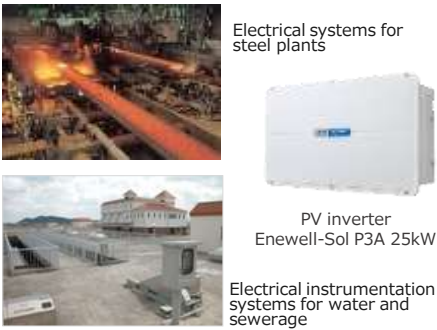 Electrical systems for
steel plants
PV inverter
Enewell-Sol P3A 25kW
Electrical instrumentation
systems for water and
sewerage